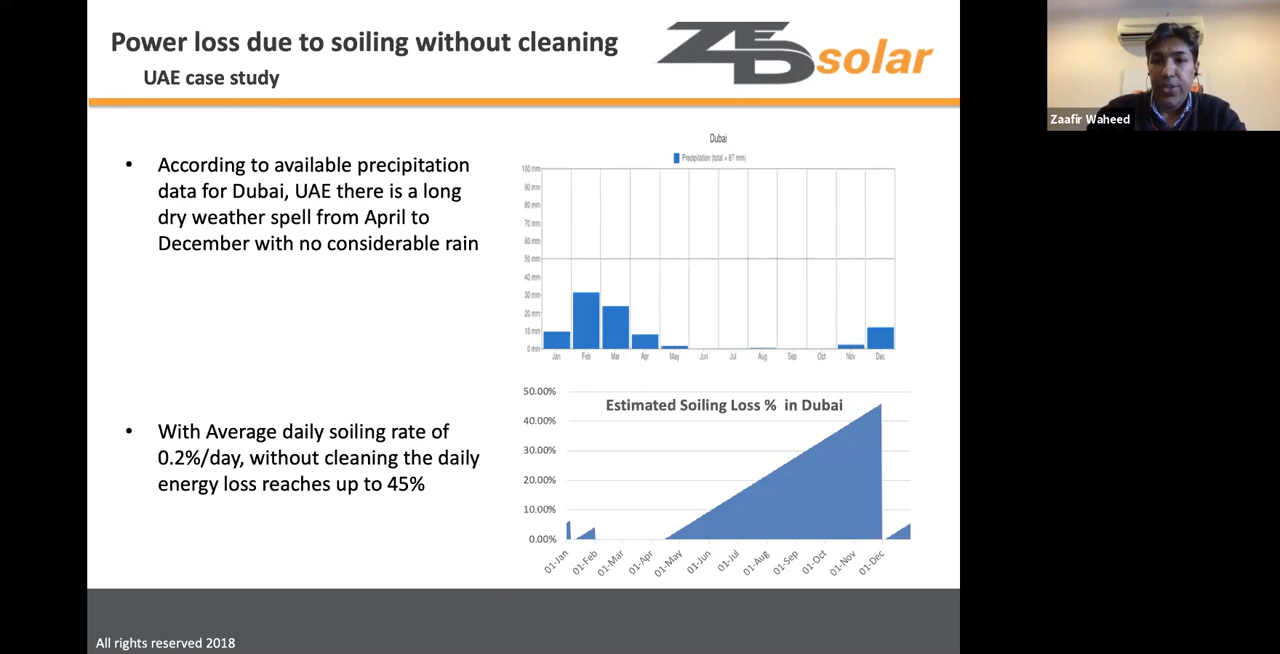 Power loss due to soiling without cleaning
UAE case study
ZED solar
Zaafir Waheed
• According to available precipitation
data for Dubai, UAE there is a long
dry weather spell from April to
December with no considerable rain
Dubai
Precipitation (total = 87 mm)
100 mm
90 mm
80 mm
70 mm
60 mm
50 mm
40 mm
30 mm
20 mm
10 mm
0 mm
Jan Feb Mar Apr May Jun Jul Aug Sep Oct Nov Dec
• With Average daily soiling rate of
0.2%/day, without cleaning the daily
energy loss reaches up to 45%
Estimated Soiling Loss % in Dubai
50.00%
40.00%
30.00%
20.00%
10.00%
0.00%
01-Jan 01-Feb 01-Mar 01-Apr 01-May 01-Jun 01-Jul 01-Aug 01-Sep 01-Oct 01-Nov 01-Dec
All rights reserved 2018